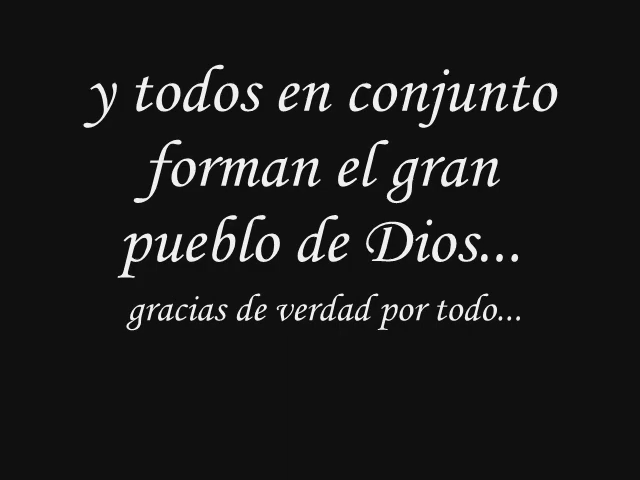 y todos en conjunto
forman el gran
pueblo de Dios...
gracias de verdad por todo...